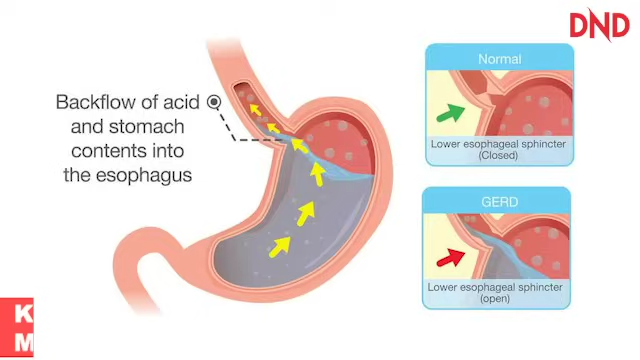 DND
Backflow of acid
and stomach
contents into
the esophagus
Normal
Lower esophageal sphincter
(Closed)
GERD
Lower esophageal sphincter
(open)
K
M